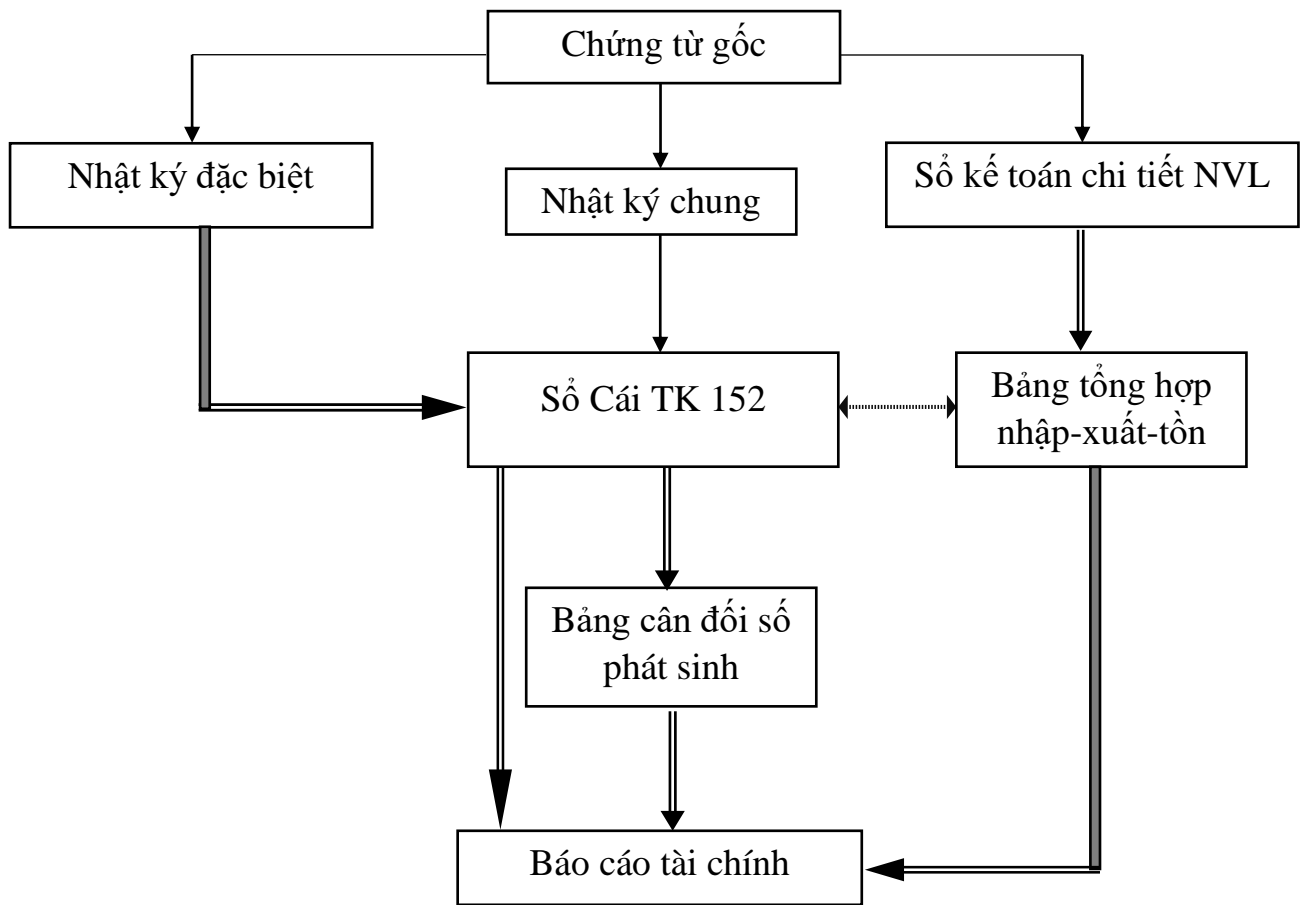 Chứng từ gốc
Nhật ký đặc biệt
Nhật ký chung
Sổ kế toán chi tiết NVL
Sổ Cái TK 152
Bảng tổng hợp
nhập-xuất-tồn
Bảng cân đối số
phát sinh
Báo cáo tài chính